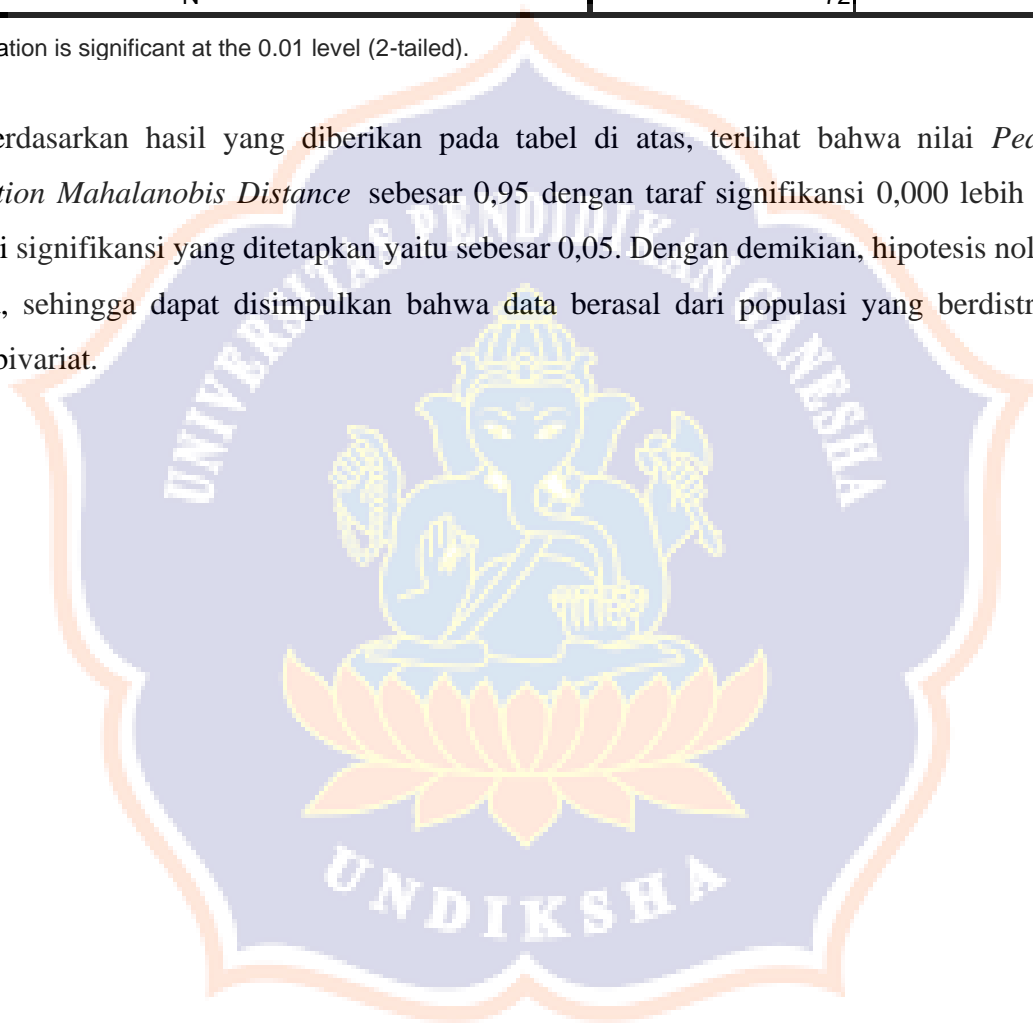 N 72
ation is significant at the 0.01 level (2-tailed).
erdasarkan hasil yang diberikan pada tabel di atas, terlihat bahwa nilai Pea
tion Mahalanobis Distance sebesar 0,95 dengan taraf signifikansi 0,000 lebih
i signifikansi yang ditetapkan yaitu sebesar 0,05. Dengan demikian, hipotesis nol
, sehingga dapat disimpulkan bahwa data berasal dari populasi yang berdistr
bivariat.
UNIVERSITAS PENDIDIKAN GANESHA
UNDIKSHA